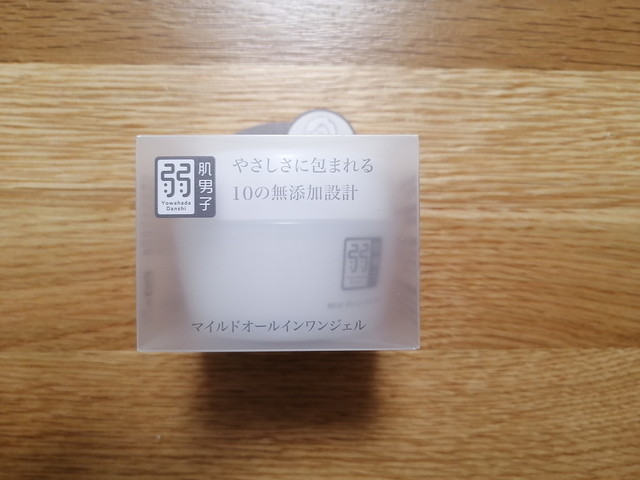 弱
肌男子
Yowahada
Danshi
やさしさに包まれる
10の無添加設計
弱
マイルドオールインワンジェル